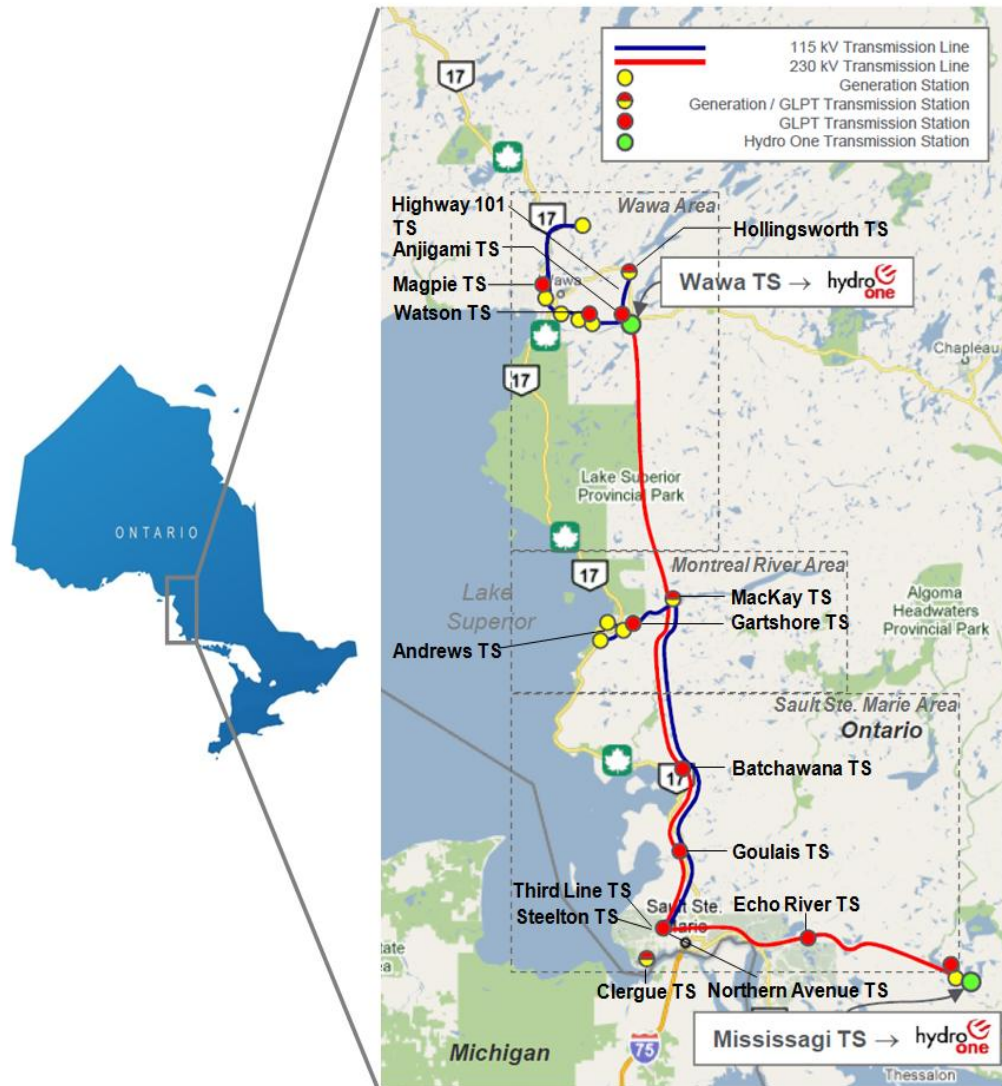 115 kV Transmission Line
230 kV Transmission Line
Generation Station
Generation / GLPT Transmission Station
GLPT Transmission Station
Hydro One Transmission Station
17
Highway 101
TS
17
Wawa Area
Hollingsworth TS
Anjigami TS
Magpie TS
Wawa TS → hydro one
Watson TS
Chapleau
17
Lake Superior
Provincial Park
ONTARIO
Montreal River Area
17
MacKay TS
Algoma
Headwaters
Provincial Park
Lake
Superior
Gartshore TS
Andrews TS
Sault Ste. Marie Area
Ontario
Batchawana TS
17
Goulais TS
Third Line TS
Echo River TS
Steelton TS
Sault Ste.
Clergue TS
Northern Avenue TS
Mississagi TS → hydro one
Michigan
75
Thessalon